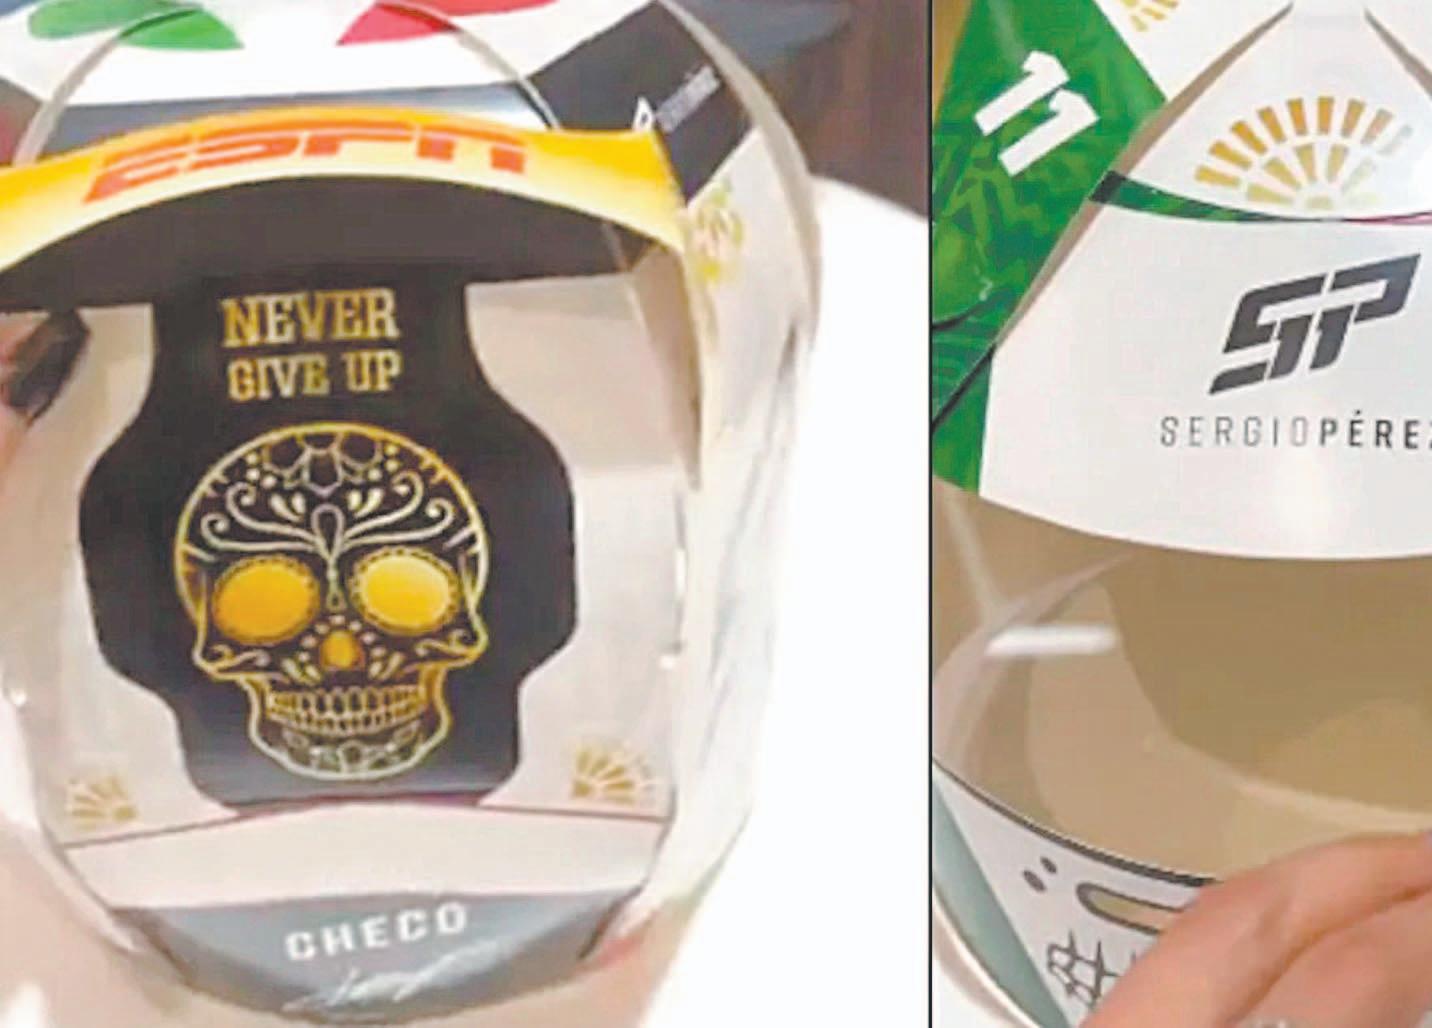 ESPN
NEVER
GIVE UP
CHECO
11
SP
SERGIOPÉREZ